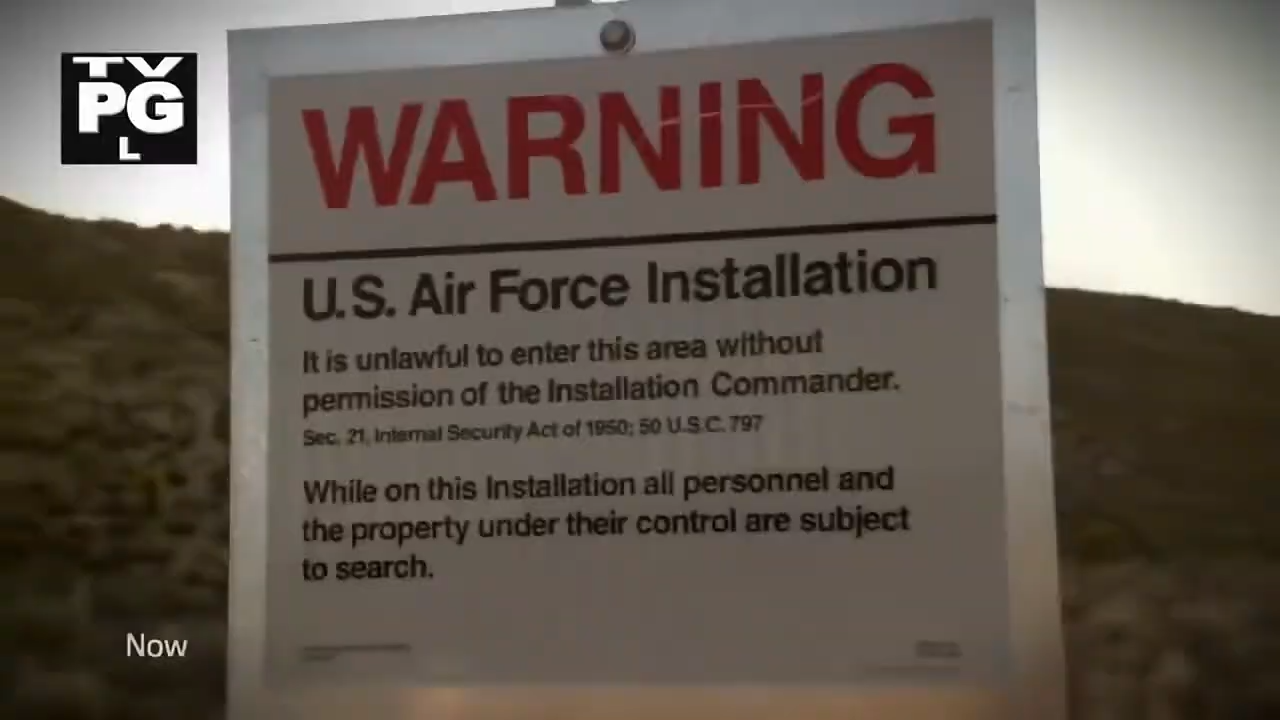 TV
PG
L
WARNING
U.S. Air Force Installation
It is unlawful to enter this area without
permission of the Installation Commander.
Sec. 21, Internal Security Act of 1950; 50 U.S.C. 797
While on this Installation all personnel and
the property under their control are subject
to search.
Now